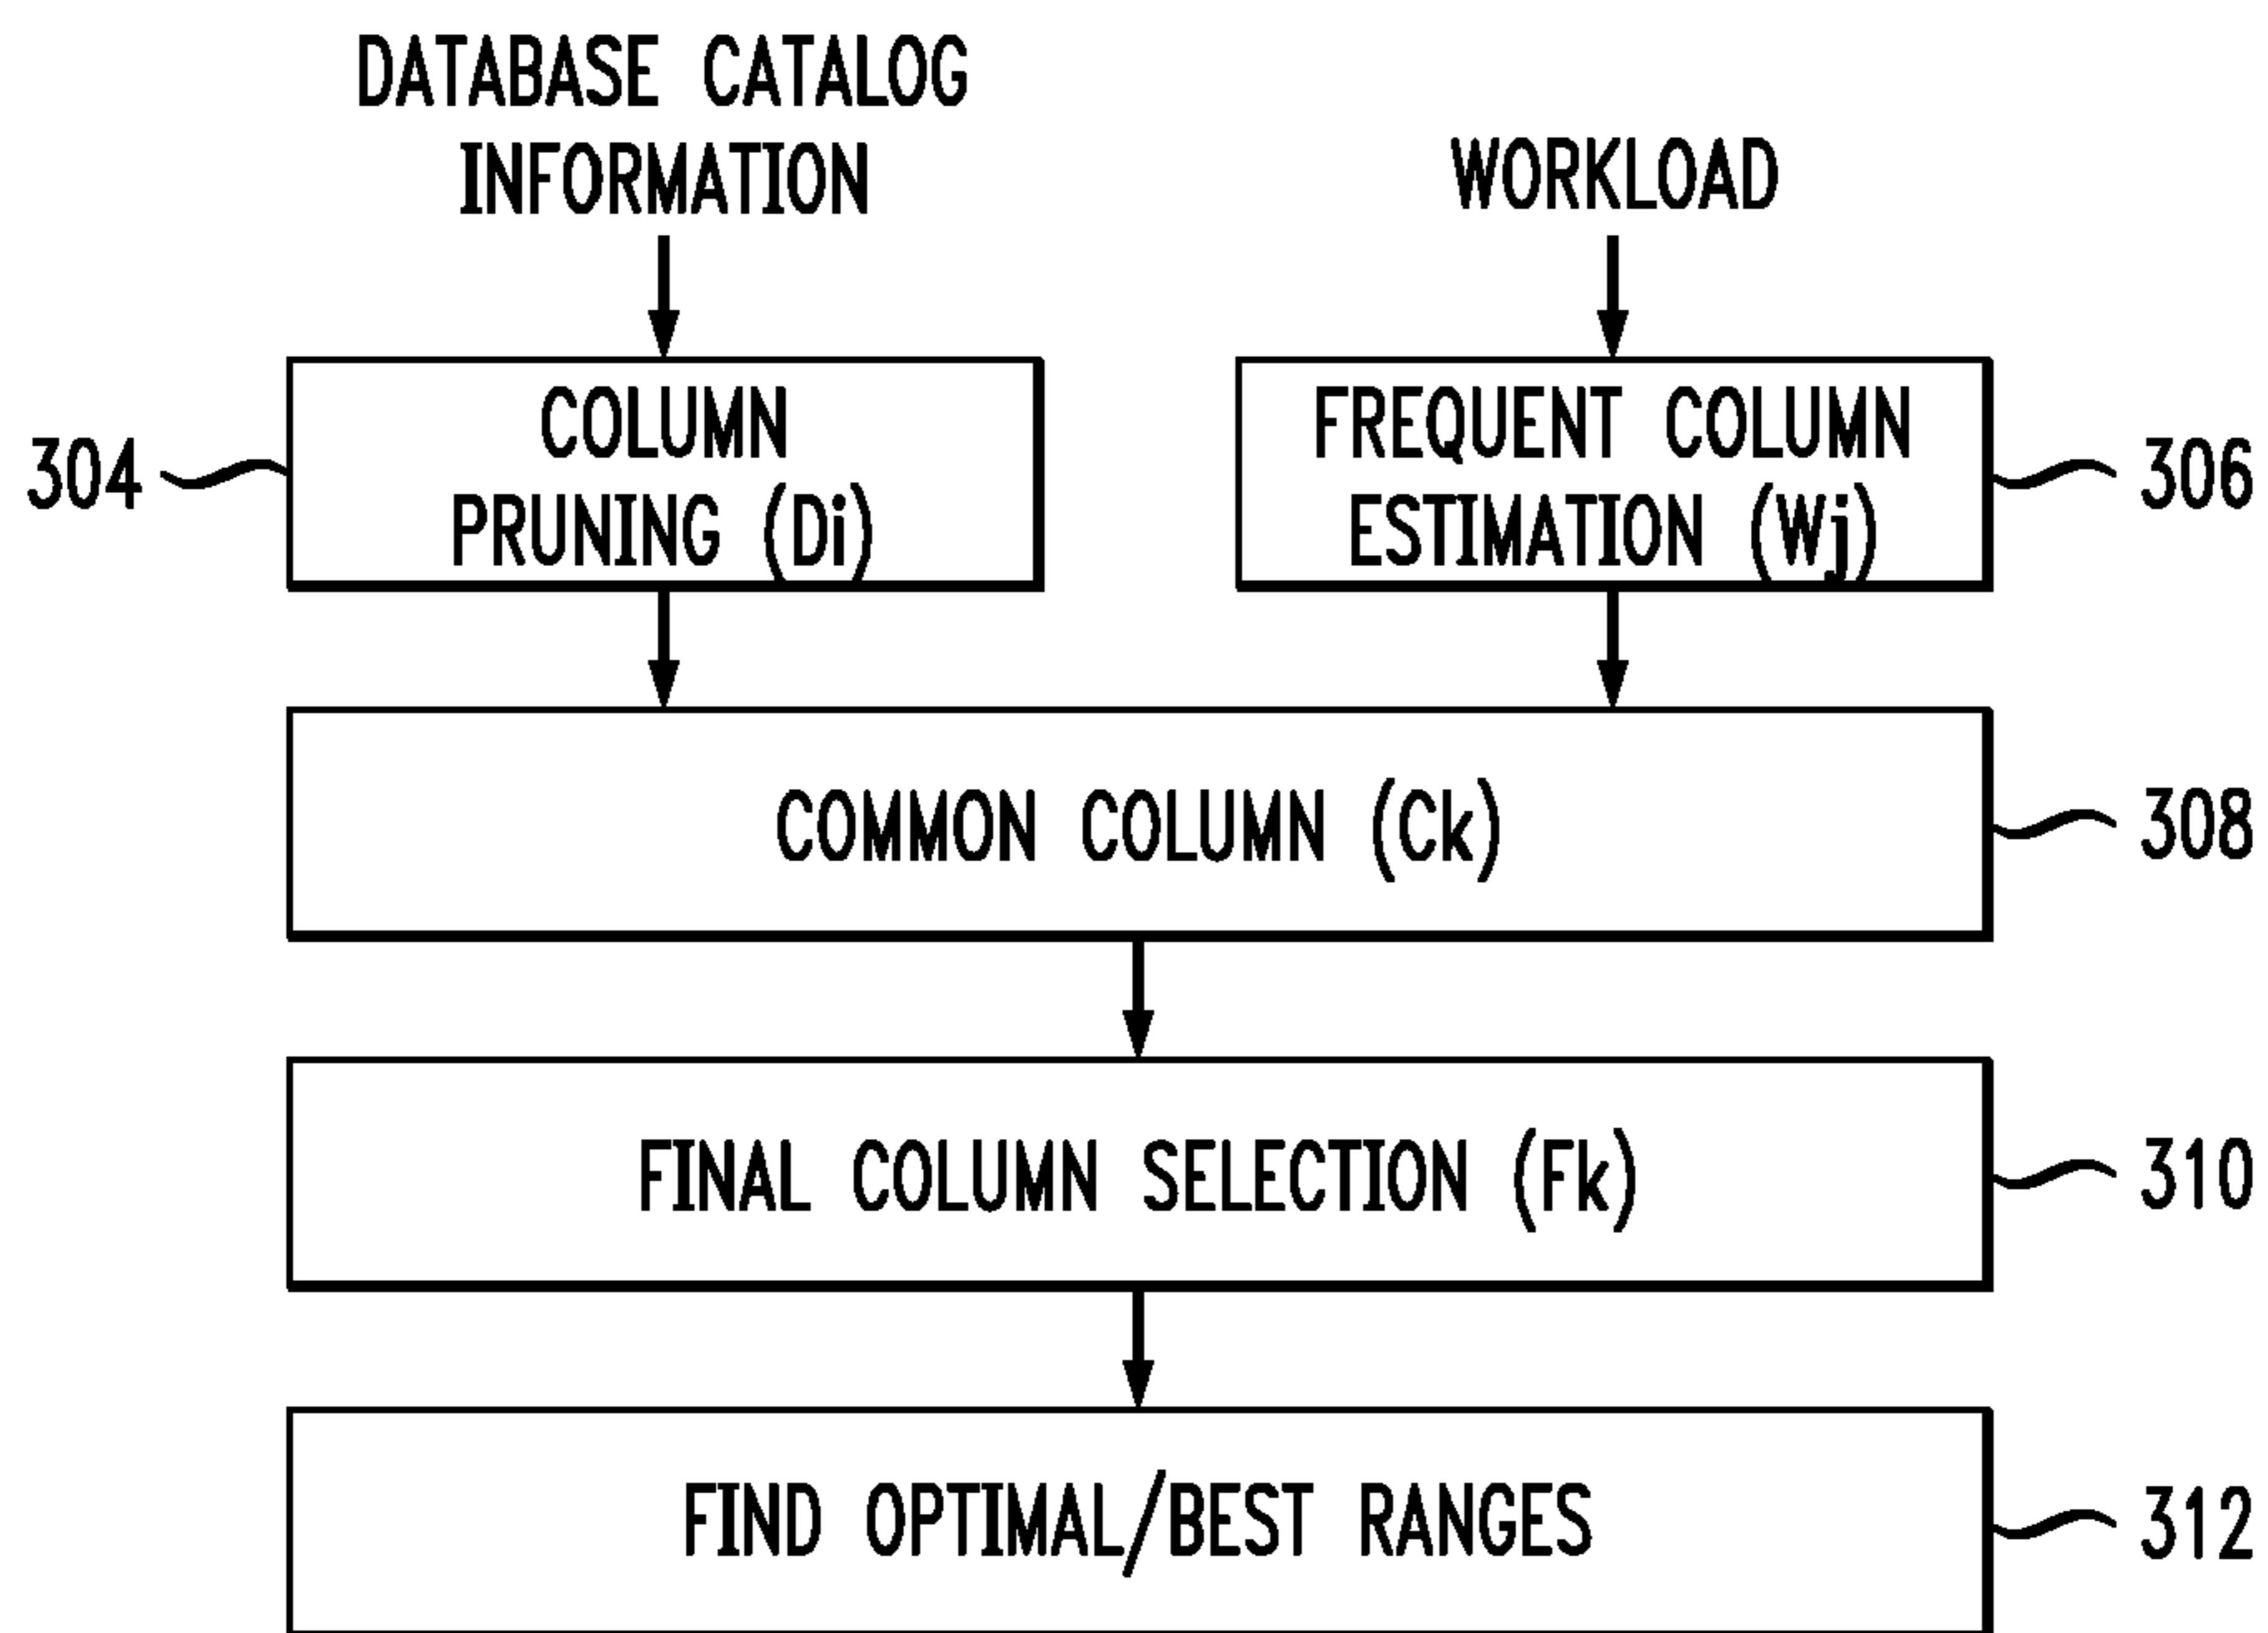 DATABASE CATALOG
INFORMATION
WORKLOAD
304
COLUMN
PRUNING (Di)
FREQUENT COLUMN
ESTIMATION (Wj)
306
COMMON COLUMN (Ck)
308
FINAL COLUMN SELECTION (Fk)
310
FIND OPTIMAL/BEST RANGES
312